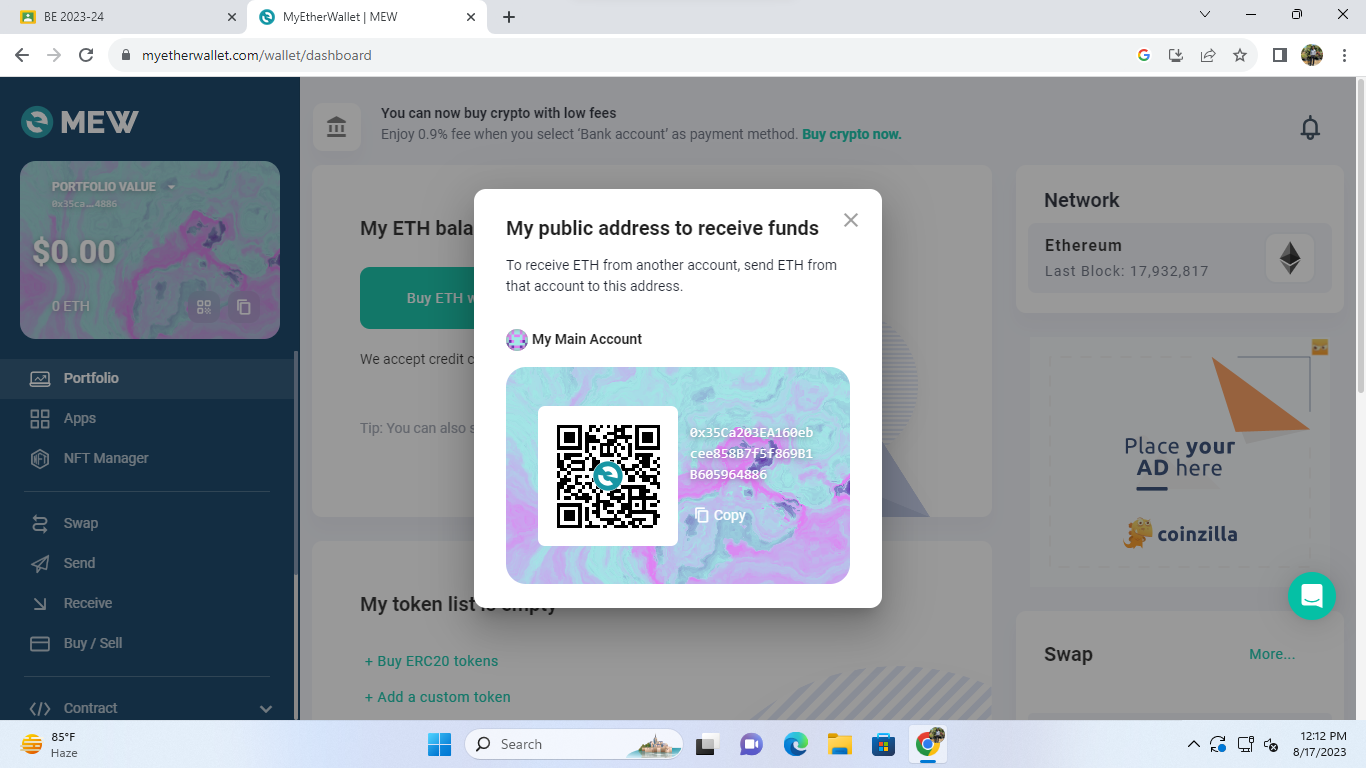 BE 2023-24
MyEtherWallet | MEW
myetherwallet.com/wallet/dashboard
MEW
PORTFOLIO VALUE
0x35ca...4886
$0.00
0 ETH
Portfolio
Apps
NFT Manager
Swap
Send
Receive
Buy / Sell
Contract
You can now buy crypto with low fees
Enjoy 0.9% fee when you select ‘Bank account’ as payment method. Buy crypto now.
My ETH bala
Buy ETH w
We accept credit c
Tip: You can also s
My public address to receive funds
To receive ETH from another account, send ETH from
that account to this address.
My Main Account
0x35Ca203EA160eb
cee858B7f5f869B1
B605964886
Copy
My token list is empty
+ Buy ERC20 tokens
+ Add a custom token
Network
Ethereum
Last Block: 17,932,817
Place your
AD here
coinzilla
Swap
More...
85°F
Haze
Search
12:12 PM
8/17/2023